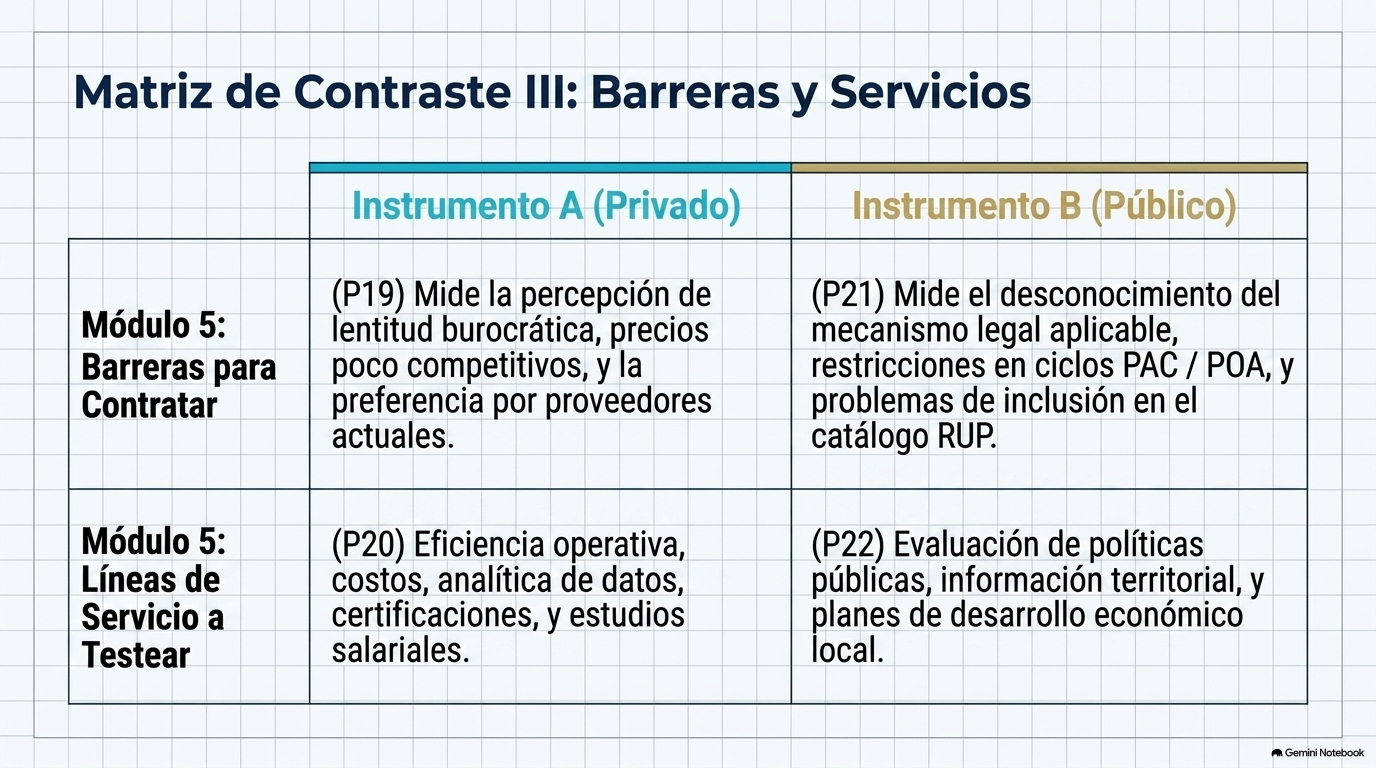 Matriz de Contraste III: Barreras y Servicios
Instrumento A (Privado)
Instrumento B (Público)
Módulo 5:
Barreras para
Contratar
(P19) Mide la percepción de
lentitud burocrática, precios
poco competitivos, y la
preferencia por proveedores
actuales.
(P21) Mide el desconocimiento del
mecanismo legal aplicable,
restricciones en ciclos PAC / POA, y
problemas de inclusión en el
catálogo RUP.
Módulo 5:
Líneas de
Servicio a
Testear
(P20) Eficiencia operativa,
costos, analítica de datos,
certificaciones, y estudios
salariales.
(P22) Evaluación de políticas
públicas, información territorial, y
planes de desarrollo económico
local.
Gemini Notebook